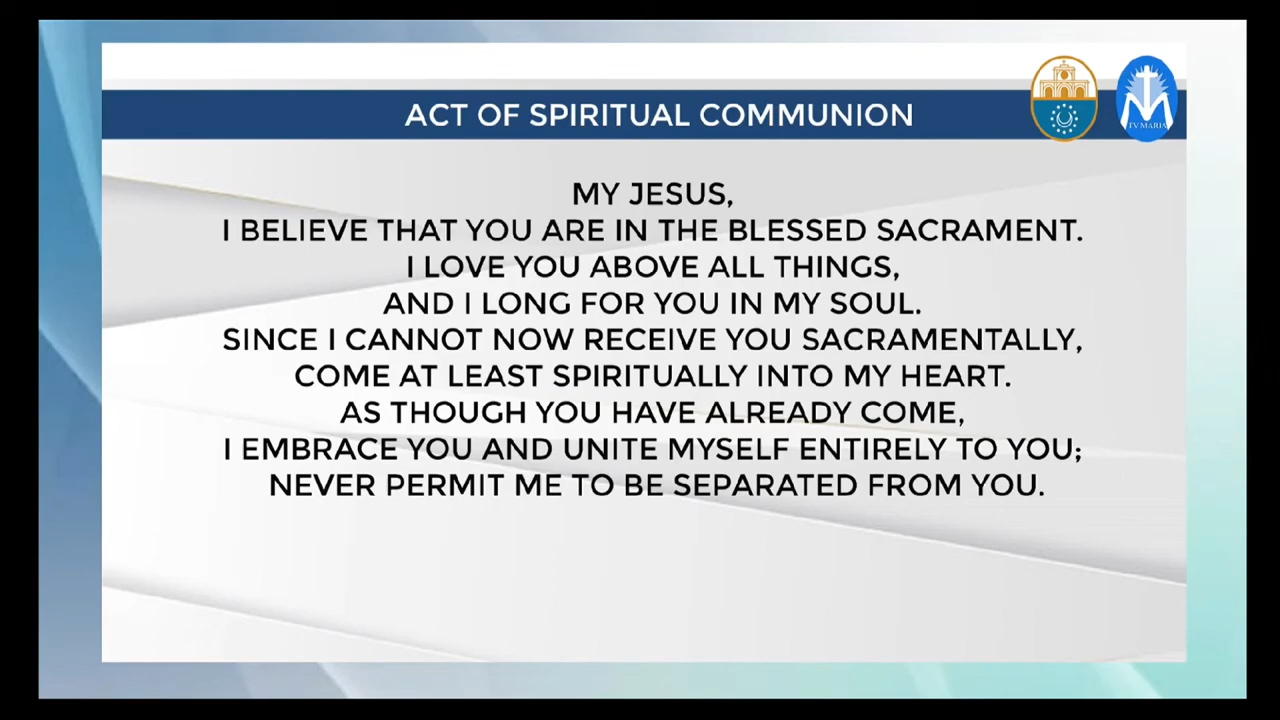 ACT OF SPIRITUAL COMMUNION
TV MARIA
MY JESUS,
I BELIEVE THAT YOU ARE IN THE BLESSED SACRAMENT.
I LOVE YOU ABOVE ALL THINGS,
AND I LONG FOR YOU IN MY SOUL.
SINCE I CANNOT NOW RECEIVE YOU SACRAMENTALLY,
COME AT LEAST SPIRITUALLY INTO MY HEART.
AS THOUGH YOU HAVE ALREADY COME,
I EMBRACE YOU AND UNITE MYSELF ENTIRELY TO YOU;
NEVER PERMIT ME TO BE SEPARATED FROM YOU.